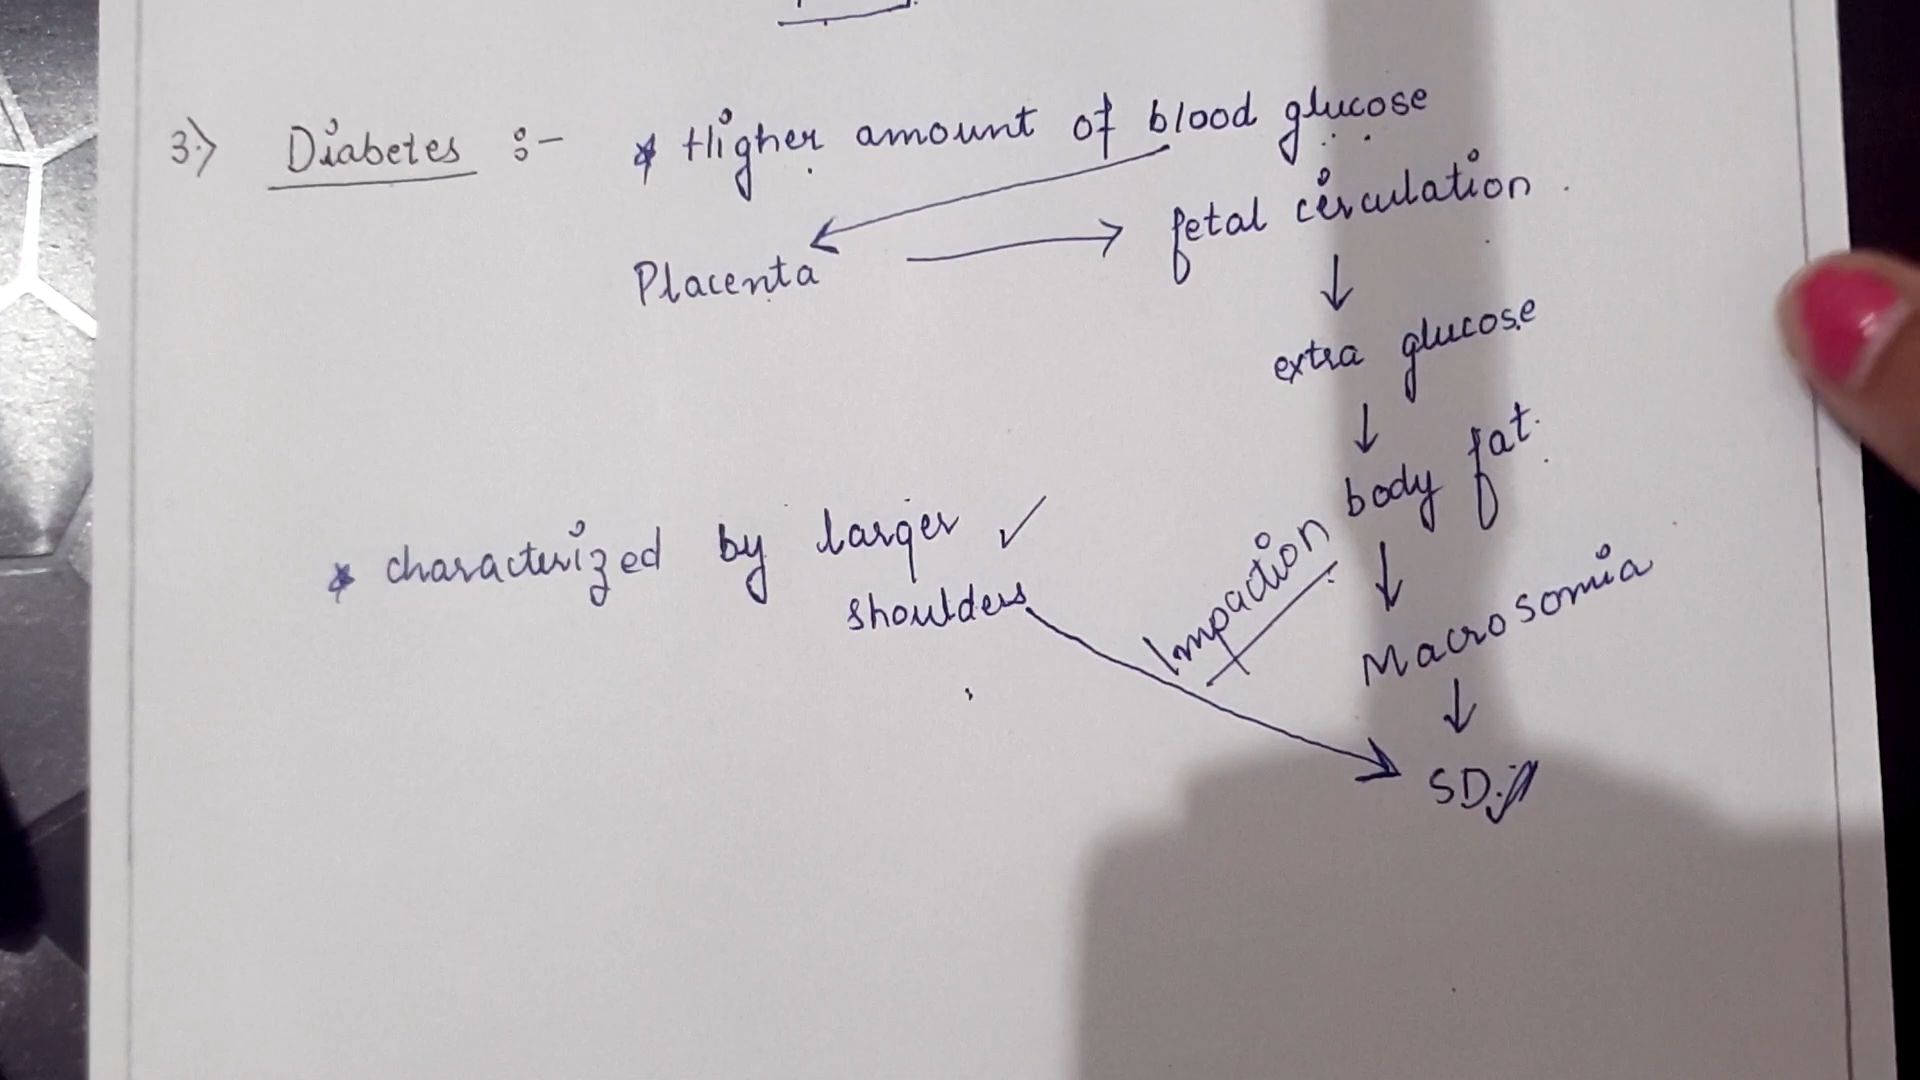 3.) Diabetes :- * Higher amount of blood glucose
Placenta → fetal circulation
↓
extra glucose
↓
body fat.
↓
Macrosomia
↓
SD.
* characterized by larger ✓
shoulders
Impaction